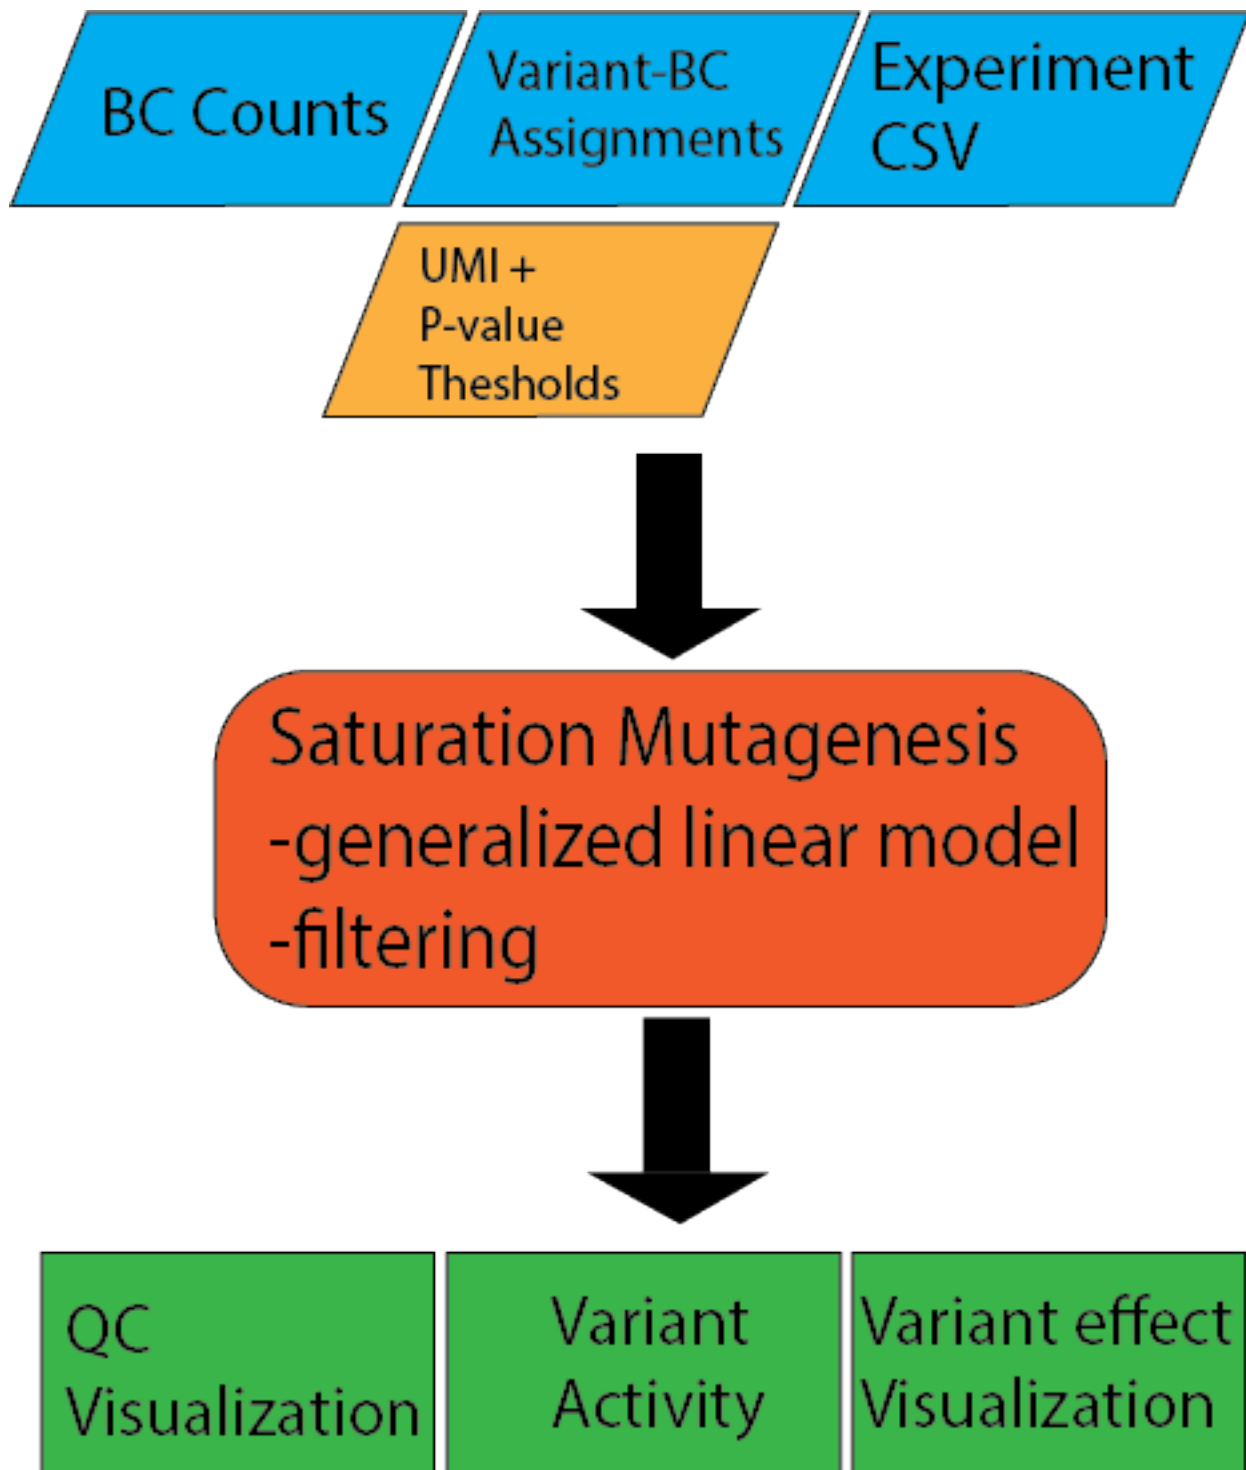 BC Counts
Variant-BC
Assignments
Experiment
CSV
UMI +
P-value
Thesholds
Saturation Mutagenesis
-generalized linear model
-filtering
QC
Visualization
Variant
Activity
Variant effect
Visualization